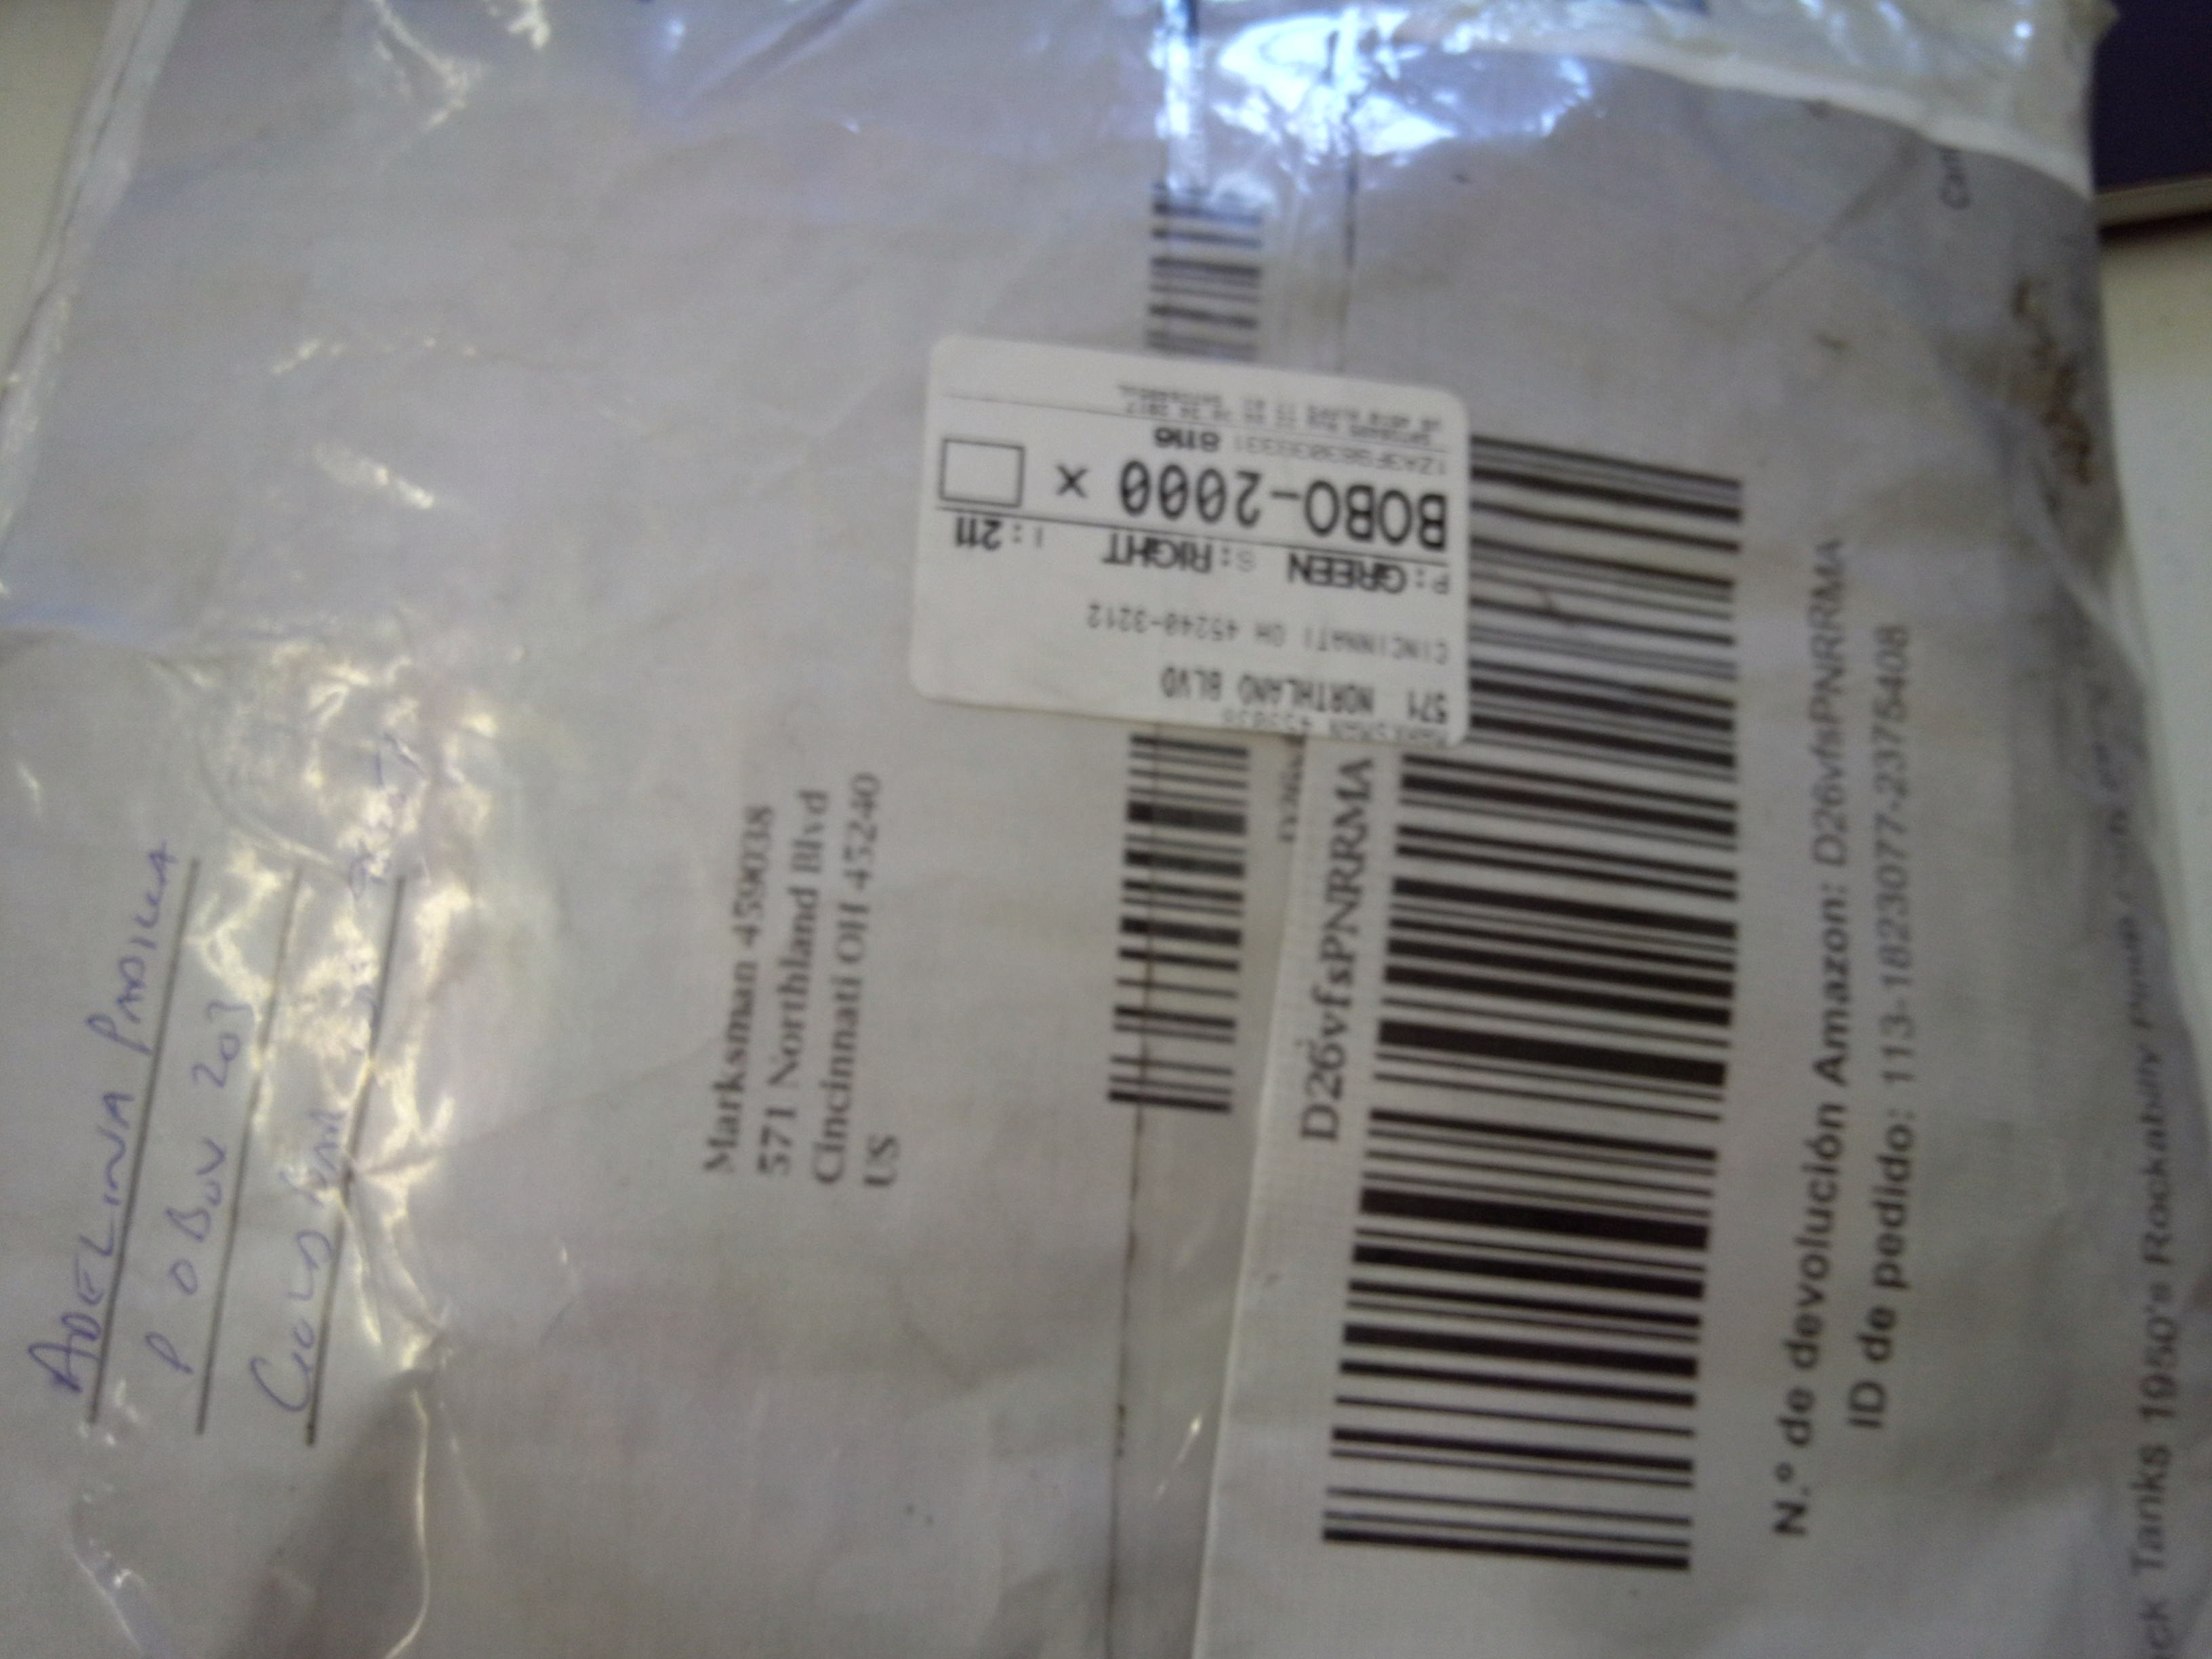 ADELINA PADILLA
P O Box 203
Marksman 459038
571 Northland Blvd
Cincinnati OH 45240
US
571 NORTHLAND BLVD
CINCINNATI OH 45240-3212
P: GREEN S: RIGHT I: 211
BOBO-2000 X
8116
D26vfsPNRRMA
N.º de devolución Amazon: D26vfsPNRRMA
ID de pedido: 113-1823077-2375408
Tanks 1950's Rockabilly